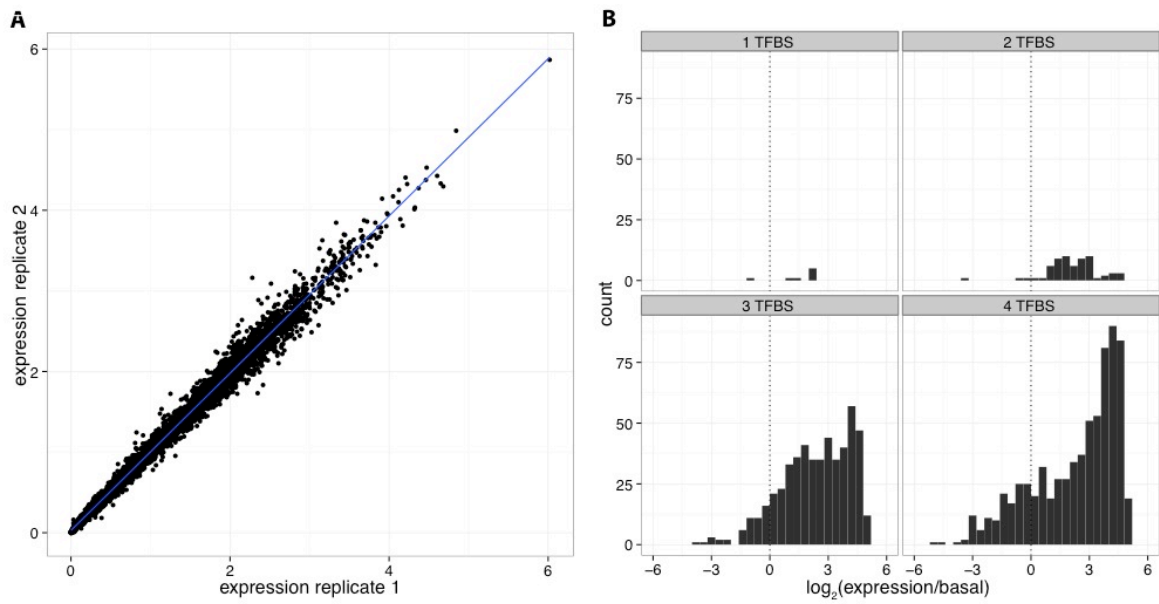 A
6
4
2
0
expression replicate 2
0 2 4 6
expression replicate 1
B
1 TFBS 2 TFBS
75
50
25
0
3 TFBS 4 TFBS
75
50
25
0
count
−6 −3 0 3 6 −6 −3 0 3 6
log2(expression/basal)